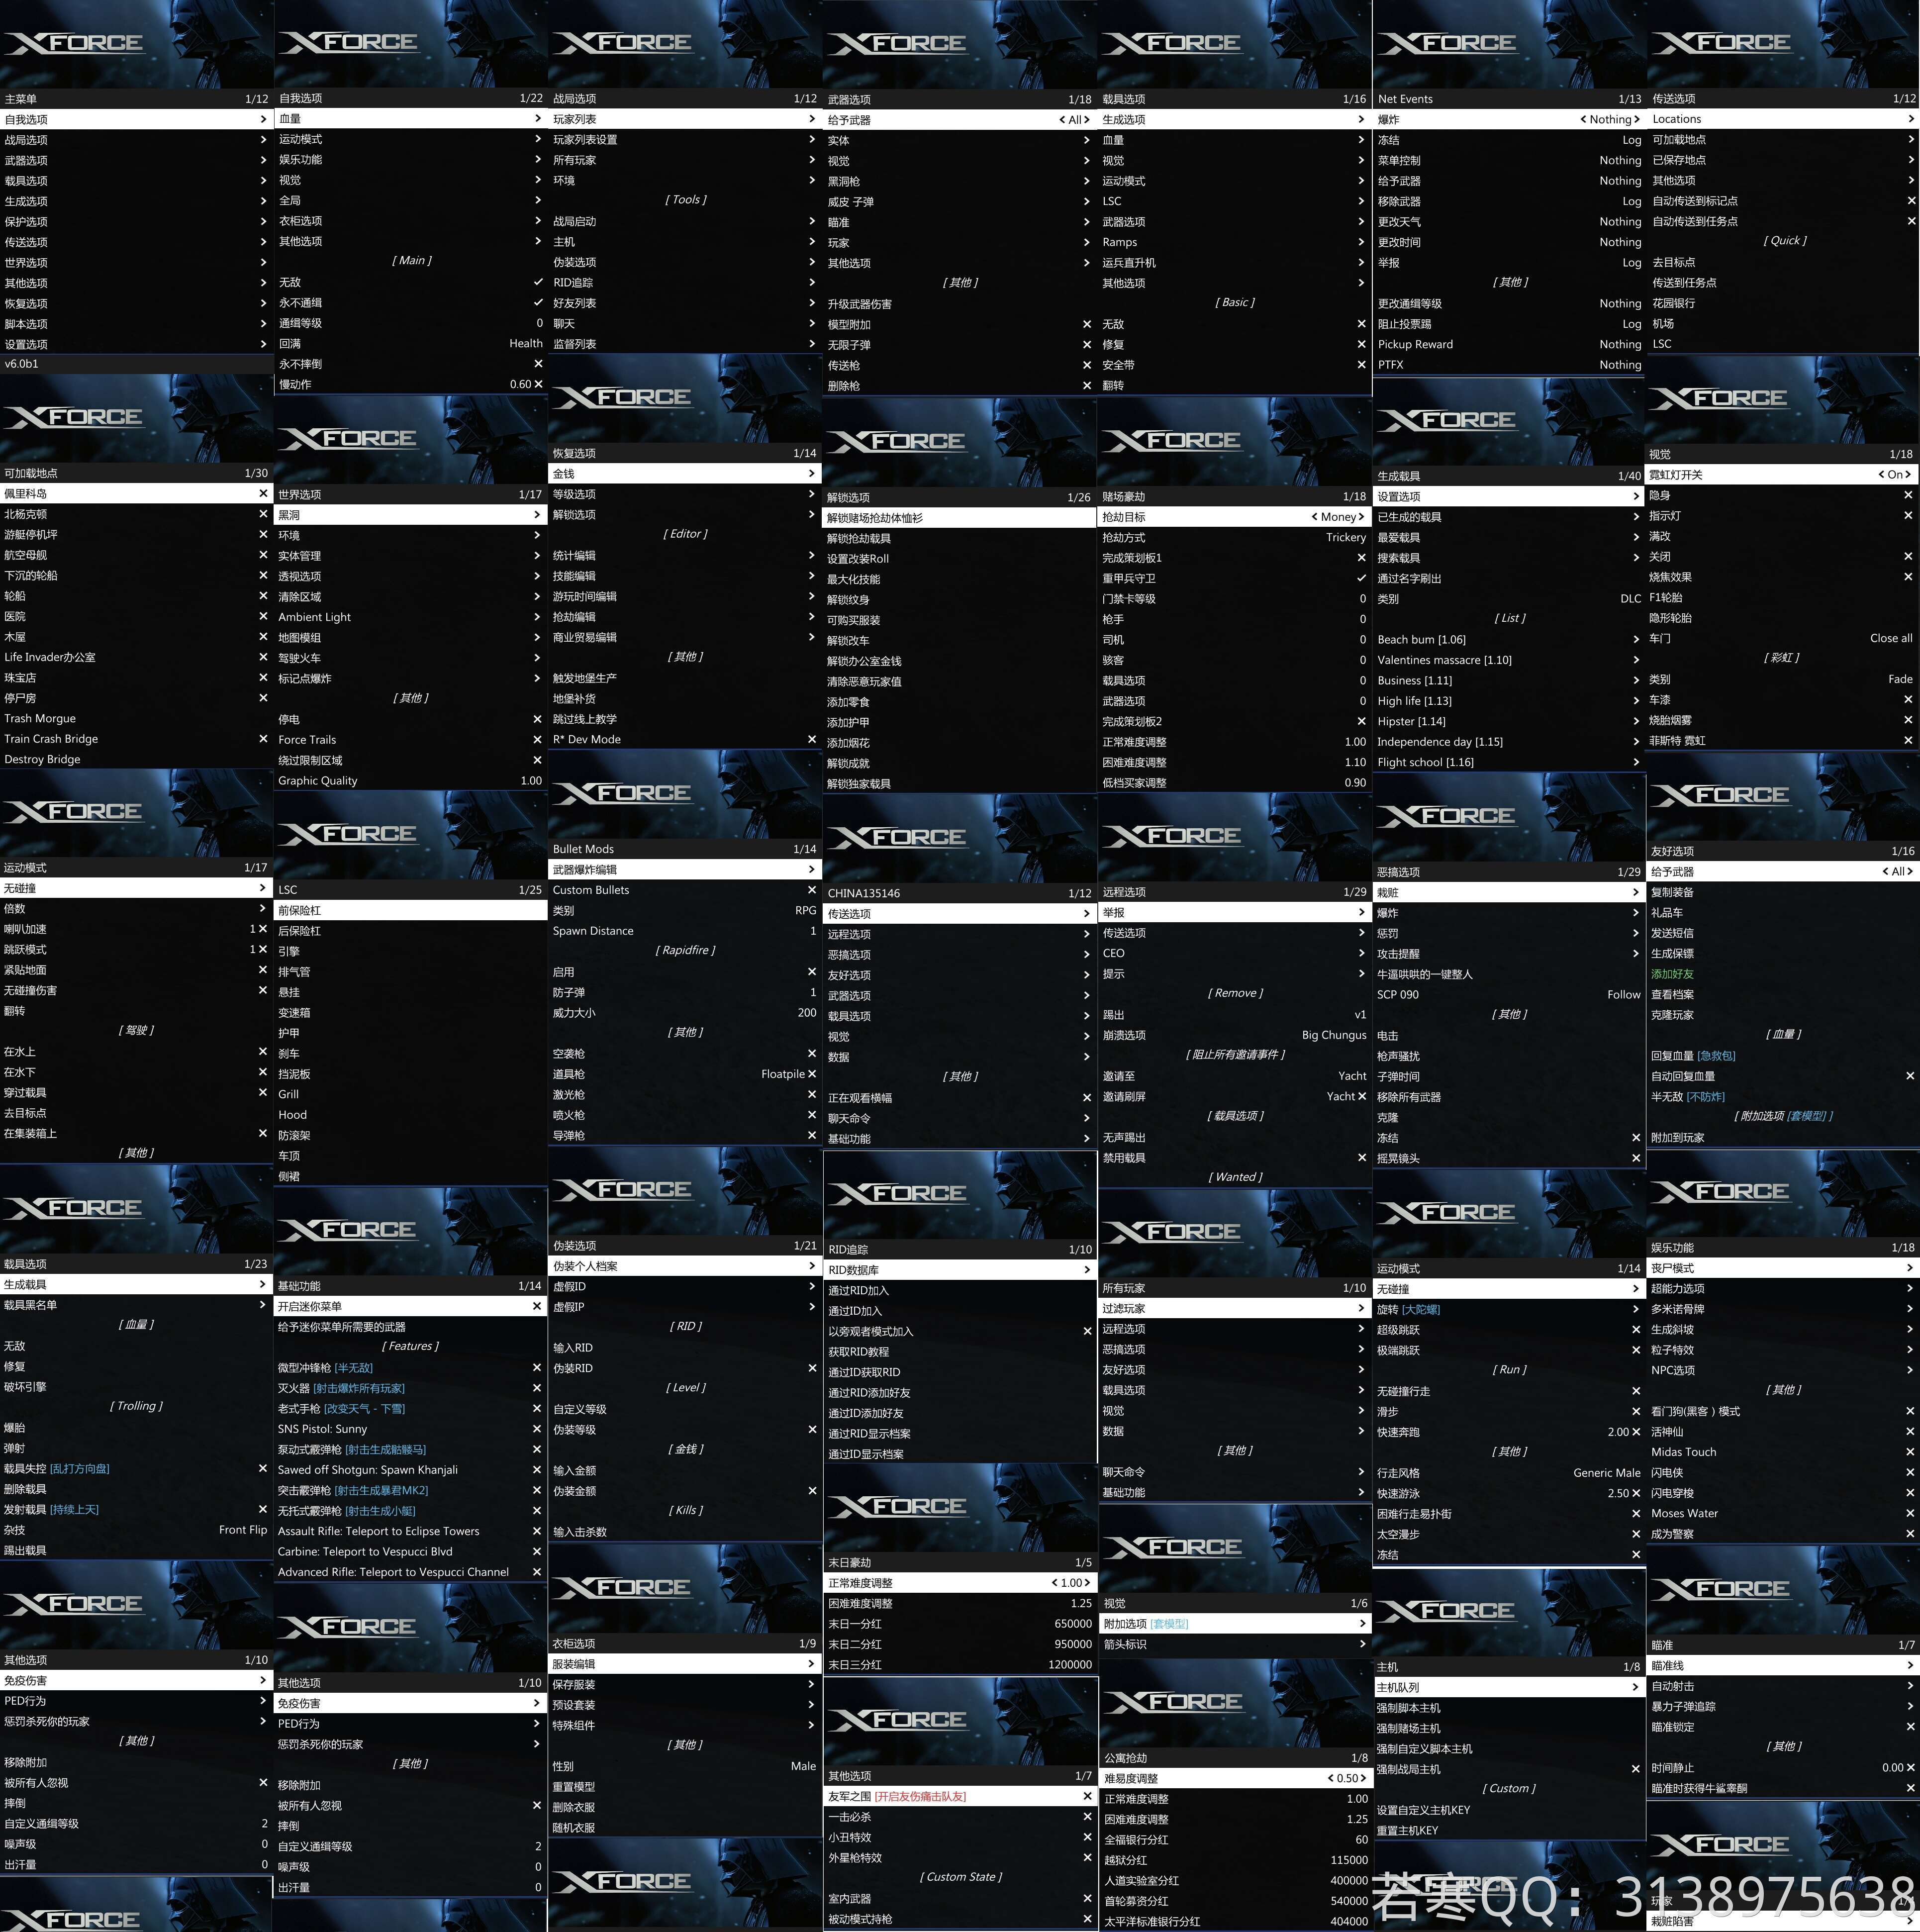 XFORCE
主菜单 1/12
自我选项
战局选项
武器选项
载具选项
生成选项
保护选项
传送选项
世界选项
其他选项
恢复选项
脚本选项
设置选项
v6.0b1
XFORCE
可加载地点 1/30
佩里科岛
北杨克顿
游艇停机坪
航空母舰
下沉的轮船
轮船
医院
木屋
Life Invader办公室
珠宝店
停尸房
Trash Morgue
Train Crash Bridge
Destroy Bridge
XFORCE
运动模式 1/17
无碰撞
倍数
喇叭加速 1
跳跃模式 1
紧贴地面
无碰撞伤害
翻转
[ 驾驶 ]
在水上
在水下
穿过载具
去目标点
在集装箱上
[ 其他 ]
XFORCE
载具选项 1/23
生成载具
载具黑名单
[ 血量 ]
无敌
修复
破坏引擎
[ Trolling ]
爆胎
弹射
载具失控 [乱打方向盘]
删除载具
发射载具 [持续上天]
杂技 Front Flip
踢出载具
XFORCE
其他选项 1/10
免疫伤害
PED行为
惩罚杀死你的玩家
[ 其他 ]
移除附加
被所有人忽视
摔倒
自定义通缉等级 2
噪声级 0
出汗量 0
XFORCE
XFORCE
自我选项 1/22
血量
运动模式
娱乐功能
视觉
全局
衣柜选项
其他选项
[ Main ]
无敌
永不通缉
通缉等级 0
回满 Health
永不摔倒
慢动作 0.60
XFORCE
世界选项 1/17
黑洞
环境
实体管理
透视选项
清除区域
Ambient Light
地图模组
驾驶火车
标记点爆炸
[ 其他 ]
停电
Force Trails
绕过限制区域
Graphic Quality 1.00
XFORCE
LSC 1/25
前保险杠
后保险杠
引擎
排气管
悬挂
变速箱
护甲
刹车
挡泥板
Grill
Hood
防滚架
车顶
侧裙
XFORCE
基础功能 1/14
开启迷你菜单
给予迷你菜单所需要的武器
[ Features ]
微型冲锋枪 [半无敌]
灭火器 [射击爆炸所有玩家]
老式手枪 [改变天气 - 下雪]
SNS Pistol: Sunny
泵动式霰弹枪 [射击生成骷髅马]
Sawed off Shotgun: Spawn Khanjali
突击霰弹枪 [射击生成暴君MK2]
无托式霰弹枪 [射击生成小艇]
Assault Rifle: Teleport to Eclipse Towers
Carbine: Teleport to Vespucci Blvd
Advanced Rifle: Teleport to Vespucci Channel
XFORCE
其他选项 1/10
免疫伤害
PED行为
惩罚杀死你的玩家
[ 其他 ]
移除附加
被所有人忽视
摔倒
自定义通缉等级 2
噪声级 0
出汗量 0
XFORCE
战局选项 1/12
玩家列表
玩家列表设置
所有玩家
环境
[ Tools ]
战局启动
主机
伪装选项
RID追踪
好友列表
聊天
监督列表
XFORCE
恢复选项 1/14
金钱
等级选项
解锁选项
[ Editor ]
统计编辑
技能编辑
游玩时间编辑
抢劫编辑
商业贸易编辑
[ 其他 ]
触发地堡生产
地堡补货
跳过线上教学
R* Dev Mode
XFORCE
Bullet Mods 1/14
武器爆炸编辑
Custom Bullets
类别 RPG
Spawn Distance 1
[ Rapidfire ]
启用
防子弹 1
威力大小 200
[ 其他 ]
空袭枪
道具枪 Floatpile
激光枪
喷火枪
导弹枪
XFORCE
伪装选项 1/21
伪装个人档案
虚假ID
虚假IP
[ RID ]
输入RID
伪装RID
[ Level ]
自定义等级
伪装等级
[ 金钱 ]
输入金额
伪装金额
[ Kills ]
输入击杀数
XFORCE
衣柜选项 1/9
服装编辑
保存服装
预设套装
特殊组件
[ 其他 ]
性别 Male
重置模型
删除衣服
随机衣服
XFORCE
XFORCE
武器选项 1/18
给予武器 < All >
实体
视觉
黑洞枪
威皮 子弹
瞄准
玩家
其他选项
[ 其他 ]
升级武器伤害
模型附加
无限子弹
传送枪
删除枪
XFORCE
解锁选项 1/26
解锁赌场抢劫体恤衫
解锁抢劫载具
设置改装Roll
最大化技能
解锁纹身
可购买服装
解锁改车
解锁办公室金钱
清除恶意玩家值
添加零食
添加护甲
添加烟花
解锁成就
解锁独家载具
XFORCE
CHINA135146 1/12
传送选项
远程选项
恶搞选项
友好选项
武器选项
载具选项
视觉
数据
[ 其他 ]
正在观看横幅
聊天命令
基础功能
XFORCE
RID追踪 1/10
RID数据库
通过RID加入
通过ID加入
以旁观者模式加入
获取RID教程
通过ID获取RID
通过RID添加好友
通过ID添加好友
通过RID显示档案
通过ID显示档案
XFORCE
末日豪劫 1/5
正常难度调整 < 1.00 >
困难难度调整 1.25
末日一分红 650000
末日二分红 950000
末日三分红 1200000
XFORCE
其他选项 1/7
友军之围 [开启友伤痛击队友]
一击必杀
小丑特效
外星枪特效
[ Custom State ]
室内武器
被动模式持枪
XFORCE
载具选项 1/16
生成选项
血量
视觉
运动模式
LSC
武器选项
Ramps
运兵直升机
其他选项
[ Basic ]
无敌
修复
安全带
翻转
XFORCE
赌场豪劫 1/18
抢劫目标 < Money >
抢劫方式 Trickery
完成策划板1
重甲兵守卫
门禁卡等级 0
枪手 0
司机 0
骇客 0
载具选项 0
武器选项 0
完成策划板2
正常难度调整 1.00
困难难度调整 1.10
低档买家调整 0.90
XFORCE
远程选项 1/29
举报
传送选项
CEO
提示
[ Remove ]
踢出 v1
崩溃选项 Big Chungus
[ 阻止所有邀请事件 ]
邀请至 Yacht
邀请刷屏 Yacht
[ 载具选项 ]
无声踢出
禁用载具
[ Wanted ]
XFORCE
所有玩家 1/10
过滤玩家
远程选项
恶搞选项
友好选项
载具选项
视觉
数据
[ 其他 ]
聊天命令
基础功能
XFORCE
视觉 1/6
附加选项 [套模型]
箭头标识
XFORCE
公寓抢劫 1/8
难易度调整 < 0.50 >
正常难度调整 1.00
困难难度调整 1.25
全福银行分红 60
越狱分红 115000
人道实验室分红 400000
首轮募资分红 540000
太平洋标准银行分红 404000
XFORCE
Net Events 1/13
爆炸 < Nothing >
冻结 Log
菜单控制 Nothing
给予武器 Nothing
移除武器 Log
更改天气 Nothing
更改时间 Nothing
举报 Log
[ 其他 ]
更改通缉等级 Nothing
阻止投票踢 Log
Pickup Reward Nothing
PTFX Nothing
XFORCE
生成载具 1/40
设置选项
已生成的载具
最爱载具
搜索载具
通过名字刷出
类别 DLC
[ List ]
Beach bum [1.06]
Valentines massacre [1.10]
Business [1.11]
High life [1.13]
Hipster [1.14]
Independence day [1.15]
Flight school [1.16]
XFORCE
恶搞选项 1/29
栽赃
爆炸
惩罚
攻击提醒
牛逼哄哄的一键整人
SCP 090 Follow
[ 其他 ]
电击
枪声骚扰
子弹时间
移除所有武器
克隆
冻结
摇晃镜头
XFORCE
运动模式 1/14
无碰撞
旋转 [大陀螺]
超级跳跃
极端跳跃
[ Run ]
无碰撞行走
滑步
快速奔跑 2.00
[ 其他 ]
行走风格 Generic Male
快速游泳 2.50
困难行走易扑街
太空漫步
冻结
XFORCE
主机 1/8
主机队列
强制脚本主机
强制赌场主机
强制自定义脚本主机
强制战局主机
[ Custom ]
设置自定义主机KEY
重置主机KEY
XFORCE
传送选项 1/12
Locations
可加载地点
已保存地点
其他选项
自动传送到标记点
自动传送到任务点
[ Quick ]
去目标点
传送到任务点
花园银行
机场
LSC
XFORCE
视觉 1/18
霓虹灯开关 < On >
隐身
指示灯
满改
关闭
烧焦效果
F1轮胎
隐形轮胎
车门 Close all
[ 彩虹 ]
类别 Fade
车漆
烧胎烟雾
菲斯特 霓虹
XFORCE
友好选项 1/16
给予武器 < All >
复制装备
礼品车
发送短信
生成保镖
添加好友
查看档案
克隆玩家
[ 血量 ]
回复血量 [急救包]
自动回复血量
半无敌 [不防炸]
[ 附加选项 [套模型] ]
附加到玩家
XFORCE
娱乐功能 1/18
丧尸模式
超能力选项
多米诺骨牌
生成斜坡
粒子特效
NPC选项
[ 其他 ]
看门狗(黑客 ) 模式
活神仙
Midas Touch
闪电侠
闪电穿梭
Moses Water
成为警察
XFORCE
瞄准 1/7
瞄准线
自动射击
暴力子弹追踪
瞄准锁定
[ 其他 ]
时间静止 0.00
瞄准时获得牛鲨睾酮
XFORCE
玩家
栽赃陷害
若寒QQ：3138975638